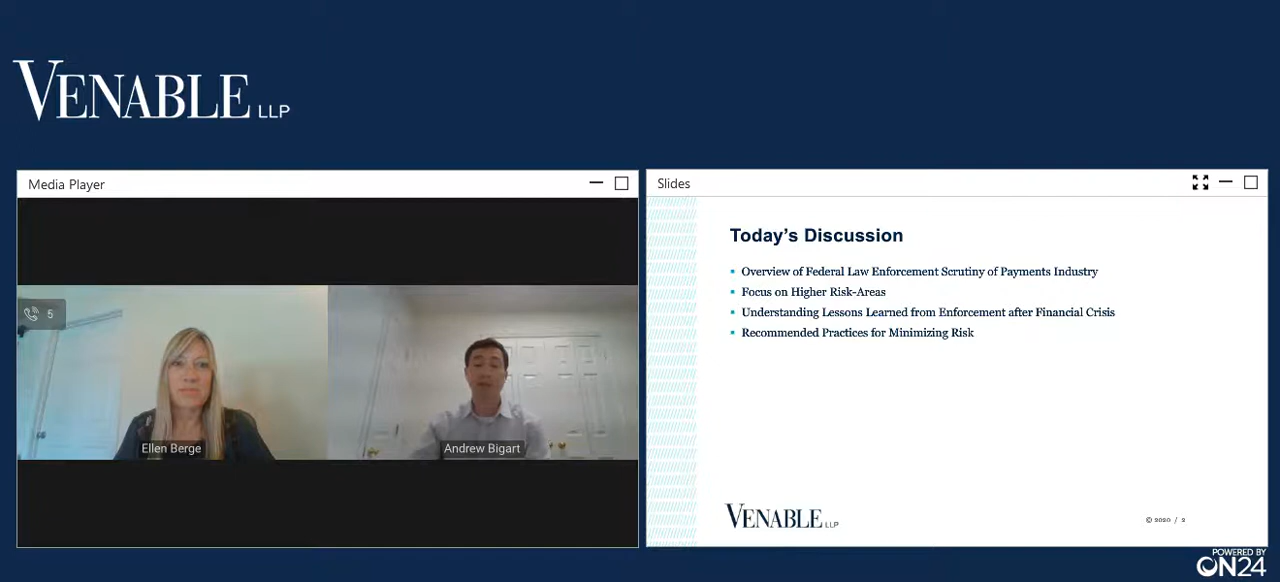 VENABLE LLP
Media Player
5
Ellen Berge
Andrew Bigart
Slides
Today's Discussion
▪ Overview of Federal Law Enforcement Scrutiny of Payments Industry
▪ Focus on Higher Risk-Areas
▪ Understanding Lessons Learned from Enforcement after Financial Crisis
▪ Recommended Practices for Minimizing Risk
VENABLE LLP
© 2020 / 2
POWERED BY
ON24